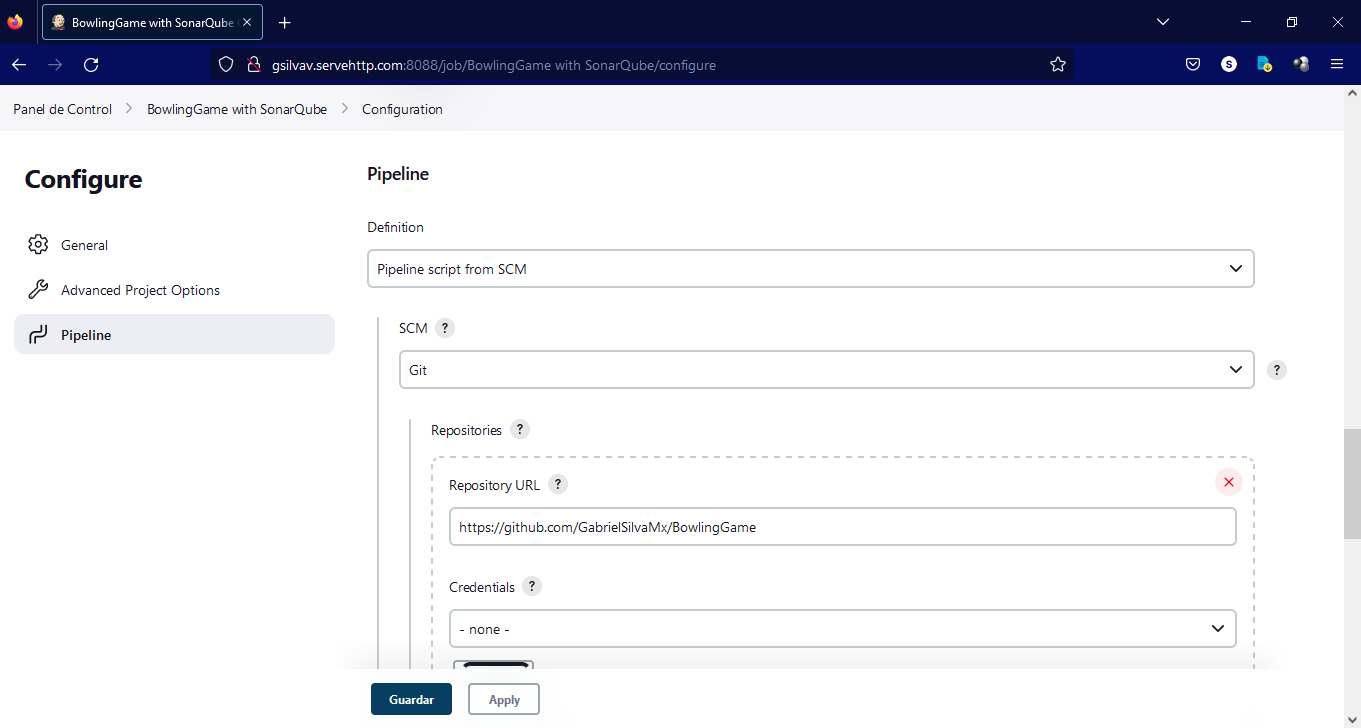 BowlingGame with SonarQube
gsilvav.servehttp.com:8088/job/BowlingGame with SonarQube/configure
S
Panel de Control
BowlingGame with SonarQube
Configuration
Configure
General
Advanced Project Options
Pipeline
Pipeline
Definition
Pipeline script from SCM
SCM ?
Git
?
Repositories ?
Repository URL ?
https://github.com/GabrielSilvaMx/BowlingGame
Credentials ?
- none -
Guardar
Apply